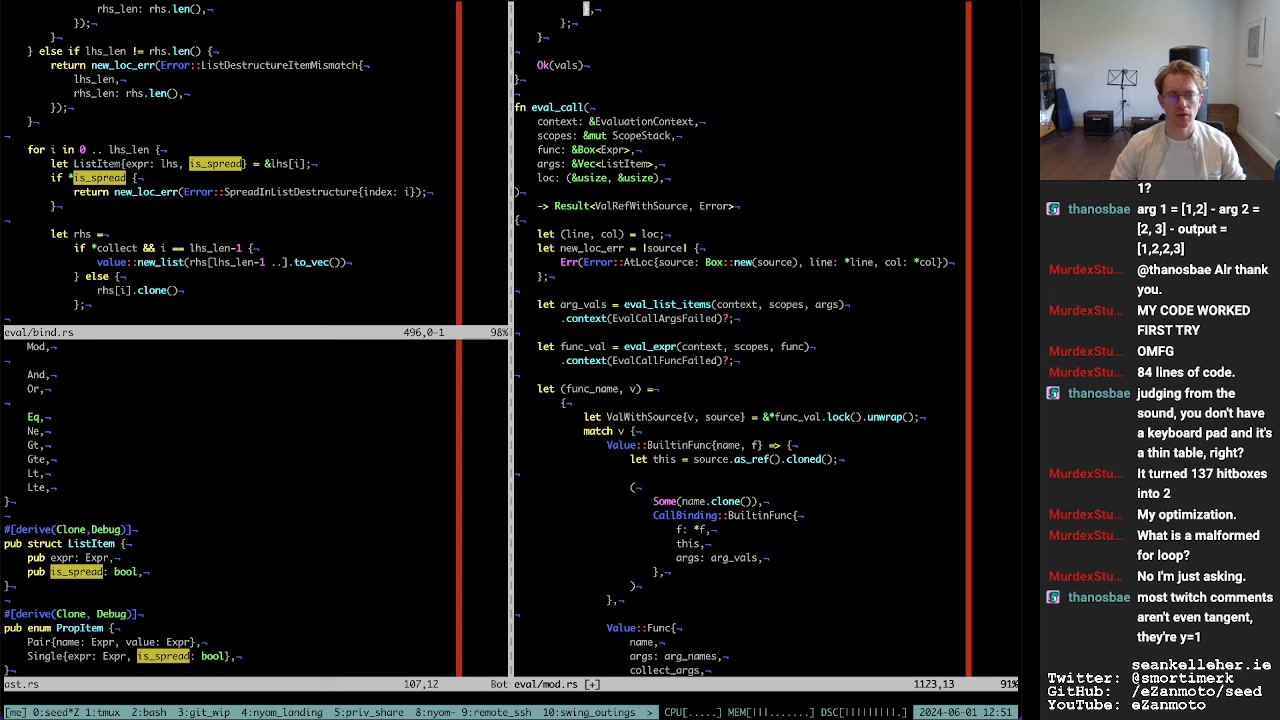 rhs_len: rhs.len(),¬
});¬
}¬
} else if lhs_len != rhs.len() {¬
return new_loc_err(Error::ListDestructureItemMismatch{¬
lhs_len,¬
rhs_len: rhs.len(),¬
});¬
}¬
¬
for i in 0 .. lhs_len {¬
let ListItem{expr: lhs, is_spread} = &lhs[i];¬
if *is_spread {¬
return new_loc_err(Error::SpreadInListDestructure{index: i});¬
}¬
¬
let rhs =¬
if *collect && i == lhs_len-1 {¬
value::new_list(rhs[lhs_len-1 ..].to_vec())¬
} else {¬
rhs[i].clone()¬
};¬
¬
eval/bind.rs 496,0-1 98%
Mod,¬
¬
And,¬
Or,¬
¬
Eq,¬
Ne,¬
Gt,¬
Gte,¬
Lt,¬
Lte,¬
}¬
¬
#[derive(Clone,Debug)]¬
pub struct ListItem {¬
pub expr: Expr,¬
pub is_spread: bool,¬
}¬
¬
#[derive(Clone, Debug)]¬
pub enum PropItem {¬
Pair{name: Expr, value: Expr},¬
Single{expr: Expr, is_spread: bool},¬
}¬
ast.rs 107,12 Bot
},¬
};¬
}¬
¬
Ok(vals)¬
}¬
¬
fn eval_call(¬
context: &EvaluationContext,¬
scopes: &mut ScopeStack,¬
func: &Box<Expr>,¬
args: &Vec<ListItem>,¬
loc: (&usize, &usize),¬
)¬
-> Result<ValRefWithSource, Error>¬
{¬
let (line, col) = loc;¬
let new_loc_err = |source| {¬
Err(Error::AtLoc{source: Box::new(source), line: *line, col: *col})¬
};¬
¬
let arg_vals = eval_list_items(context, scopes, args)¬
.context(EvalCallArgsFailed)?;¬
¬
let func_val = eval_expr(context, scopes, func)¬
.context(EvalCallFuncFailed)?;¬
¬
let (func_name, v) =¬
{¬
let ValWithSource{v, source} = &*func_val.lock().unwrap();¬
match v {¬
Value::BuiltinFunc{name, f} => {¬
let this = source.as_ref().cloned();¬
¬
(¬
Some(name.clone()),¬
CallBinding::BuiltinFunc{¬
f: *f,¬
this,¬
args: arg_vals,¬
},¬
)¬
},¬
¬
Value::Func{¬
name,¬
args: arg_names,¬
collect_args,¬
eval/mod.rs [+] 1123,13 91%
1?
thanosbae arg 1 = [1,2] - arg 2 =
[2, 3] - output =
[1,2,2,3]
MurdexStu... @thanosbae Alr thank
you.
MurdexStu... MY CODE WORKED
FIRST TRY
MurdexStu... OMFG
MurdexStu... 84 lines of code.
thanosbae judging from the
sound, you don't have
a keyboard pad and it's
a thin table, right?
MurdexStu... It turned 137 hitboxes
into 2
MurdexStu... My optimization.
MurdexStu... What is a malformed
for loop?
MurdexStu... No I'm just asking.
thanosbae most twitch comments
aren't even tangent,
they're y=1
seankelleher.ie
Twitter: @smortimerk
GitHub: /eZanmoto/seed
[me] 0:seed*Z 1:tmux 2:bash 3:git_wip 4:nyom_landing 5:priv_share 8:nyom- 9:remote_ssh 10:swing_outings > CPU[.....] MEM[|||.......] DSC[|||||||||.] 2024-06-01 12:51